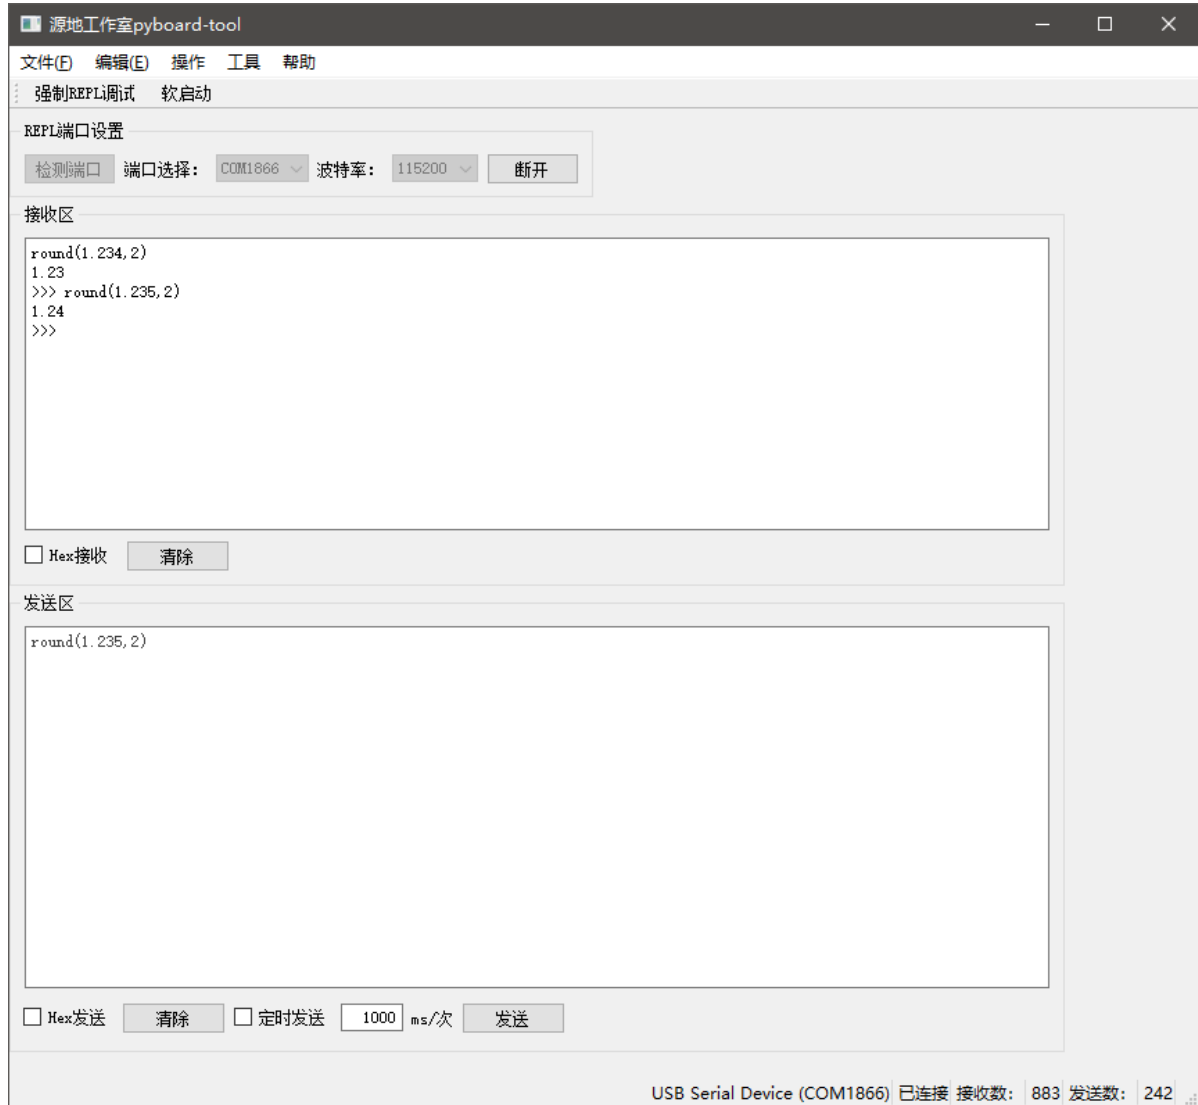 源地工作室pyboard-tool
文件(F) 编辑(E) 操作 工具 帮助
强制REPL调试 软启动
REPL端口设置
检测端口 端口选择： COM1866 波特率： 115200 断开
接收区
round(1.234,2)
1.23
>>> round(1.235,2)
1.24
>>>
Hex接收 清除
发送区
round(1.235,2)
Hex发送 清除 定时发送 1000 ms/次 发送
USB Serial Device (COM1866) 已连接 接收数： 883 发送数： 242